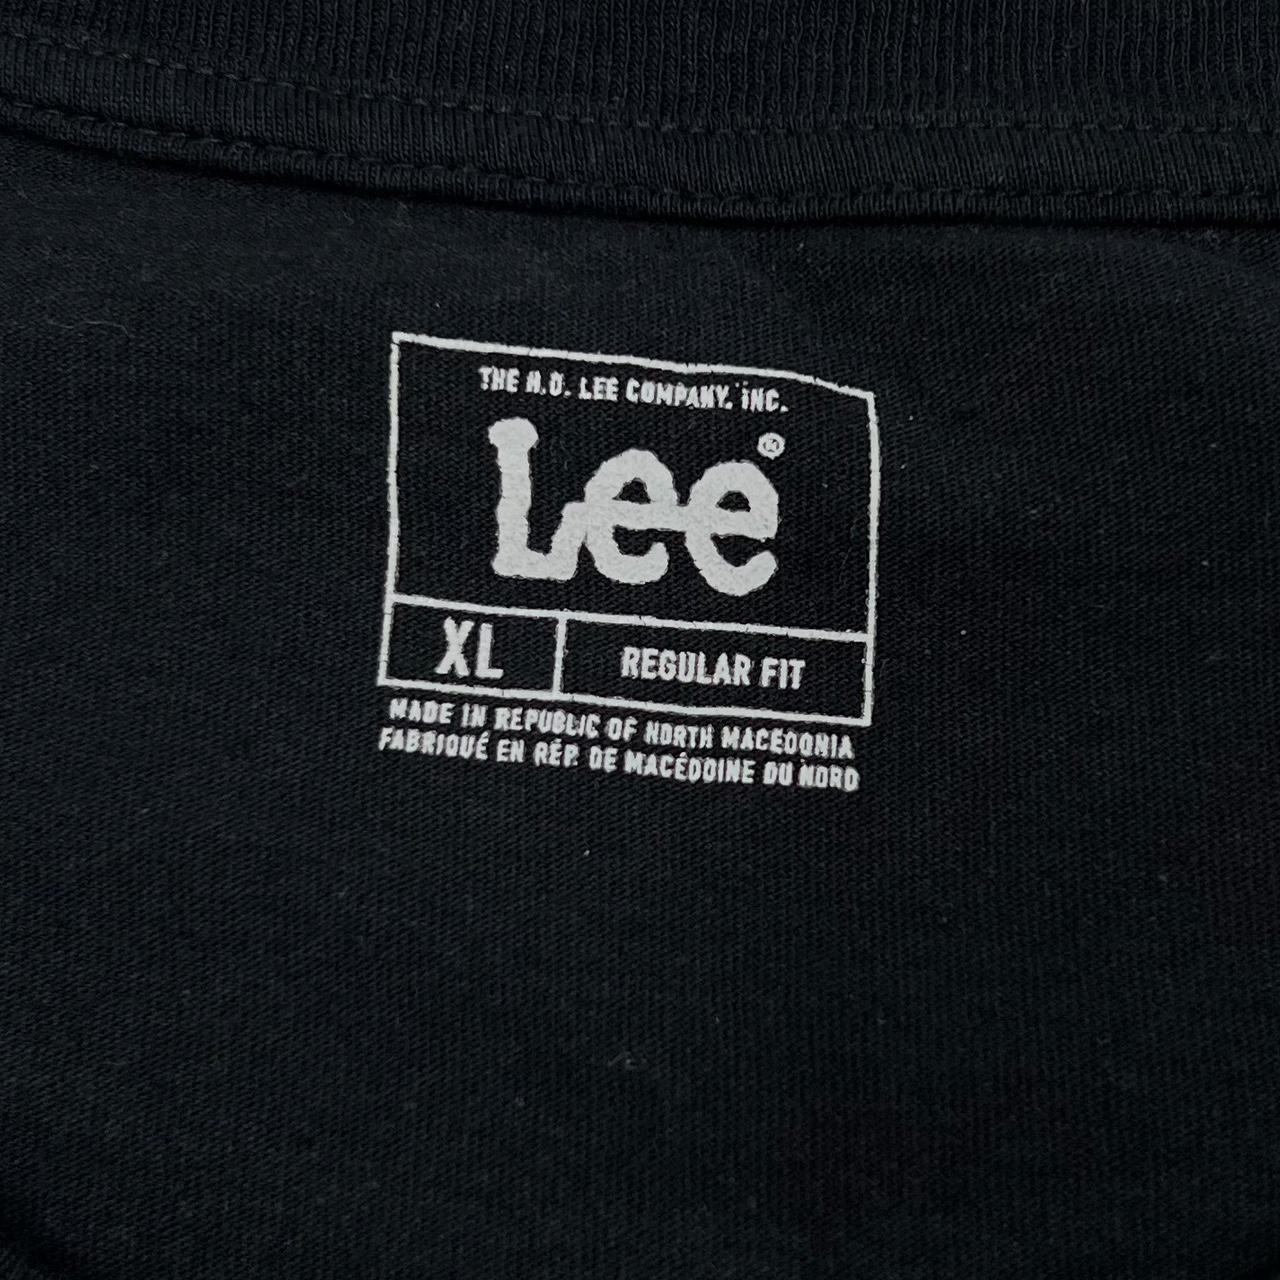 THE H.D. LEE COMPANY, INC.
Lee®
XL REGULAR FIT
MADE IN REPUBLIC OF NORTH MACEDONIA
FABRIQUÉ EN RÉP. DE MACÉDOINE DU NORD